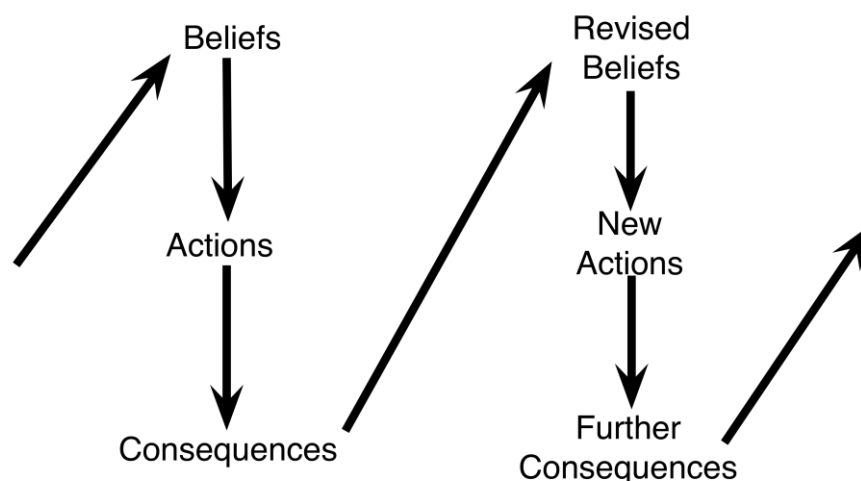 Beliefs
Actions
Consequences
Revised
Beliefs
New
Actions
Further
Consequences